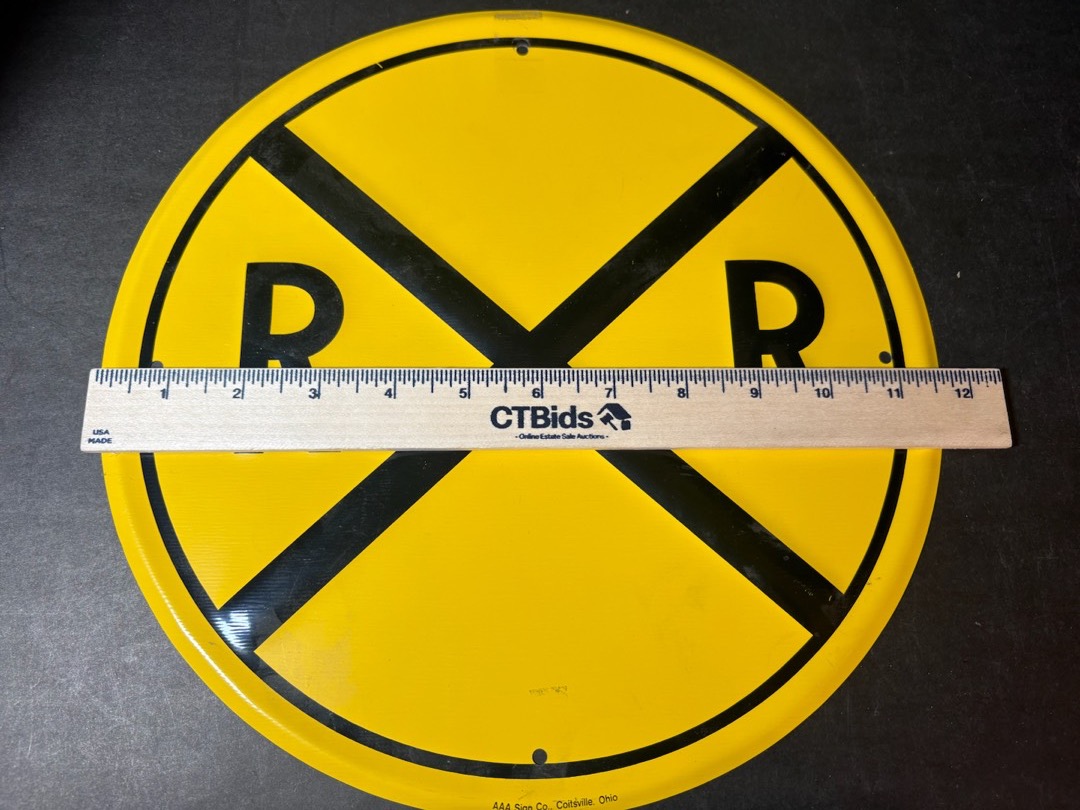 R R
1 2 3 4 5 6 7 8 9 10 11 12
CTBids
- Online Estate Sale Auctions -
USA
MADE
AAA Sign Co., Coitsville, Ohio